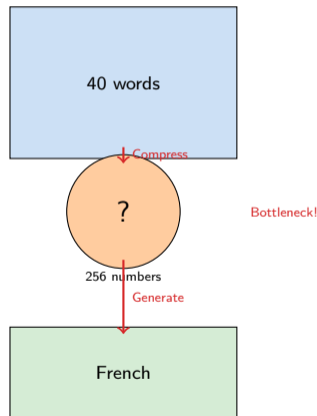 40 words
Compress
?
Bottleneck!
256 numbers
Generate
French